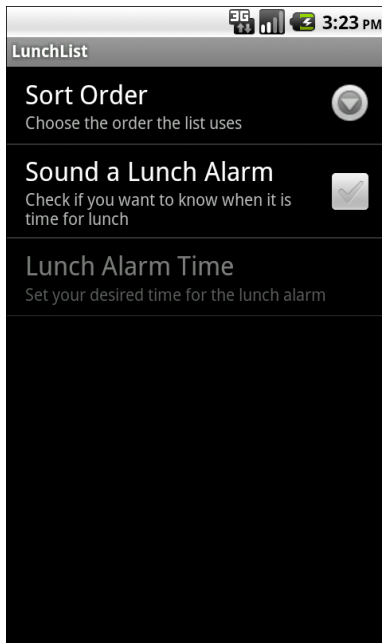 3G 3:23 PM
LunchList
Sort Order
Choose the order the list uses
Sound a Lunch Alarm
Check if you want to know when it is
time for lunch
Lunch Alarm Time
Set your desired time for the lunch alarm